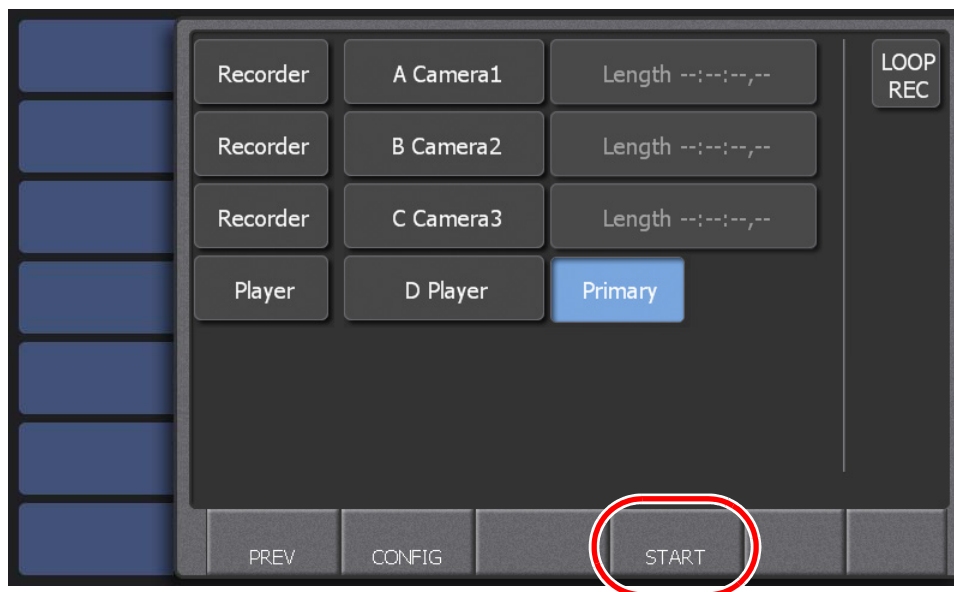 Recorder A Camera1 Length --:--:--,-- LOOP
REC
Recorder B Camera2 Length --:--:--,--
Recorder C Camera3 Length --:--:--,--
Player D Player Primary
PREV CONFIG START